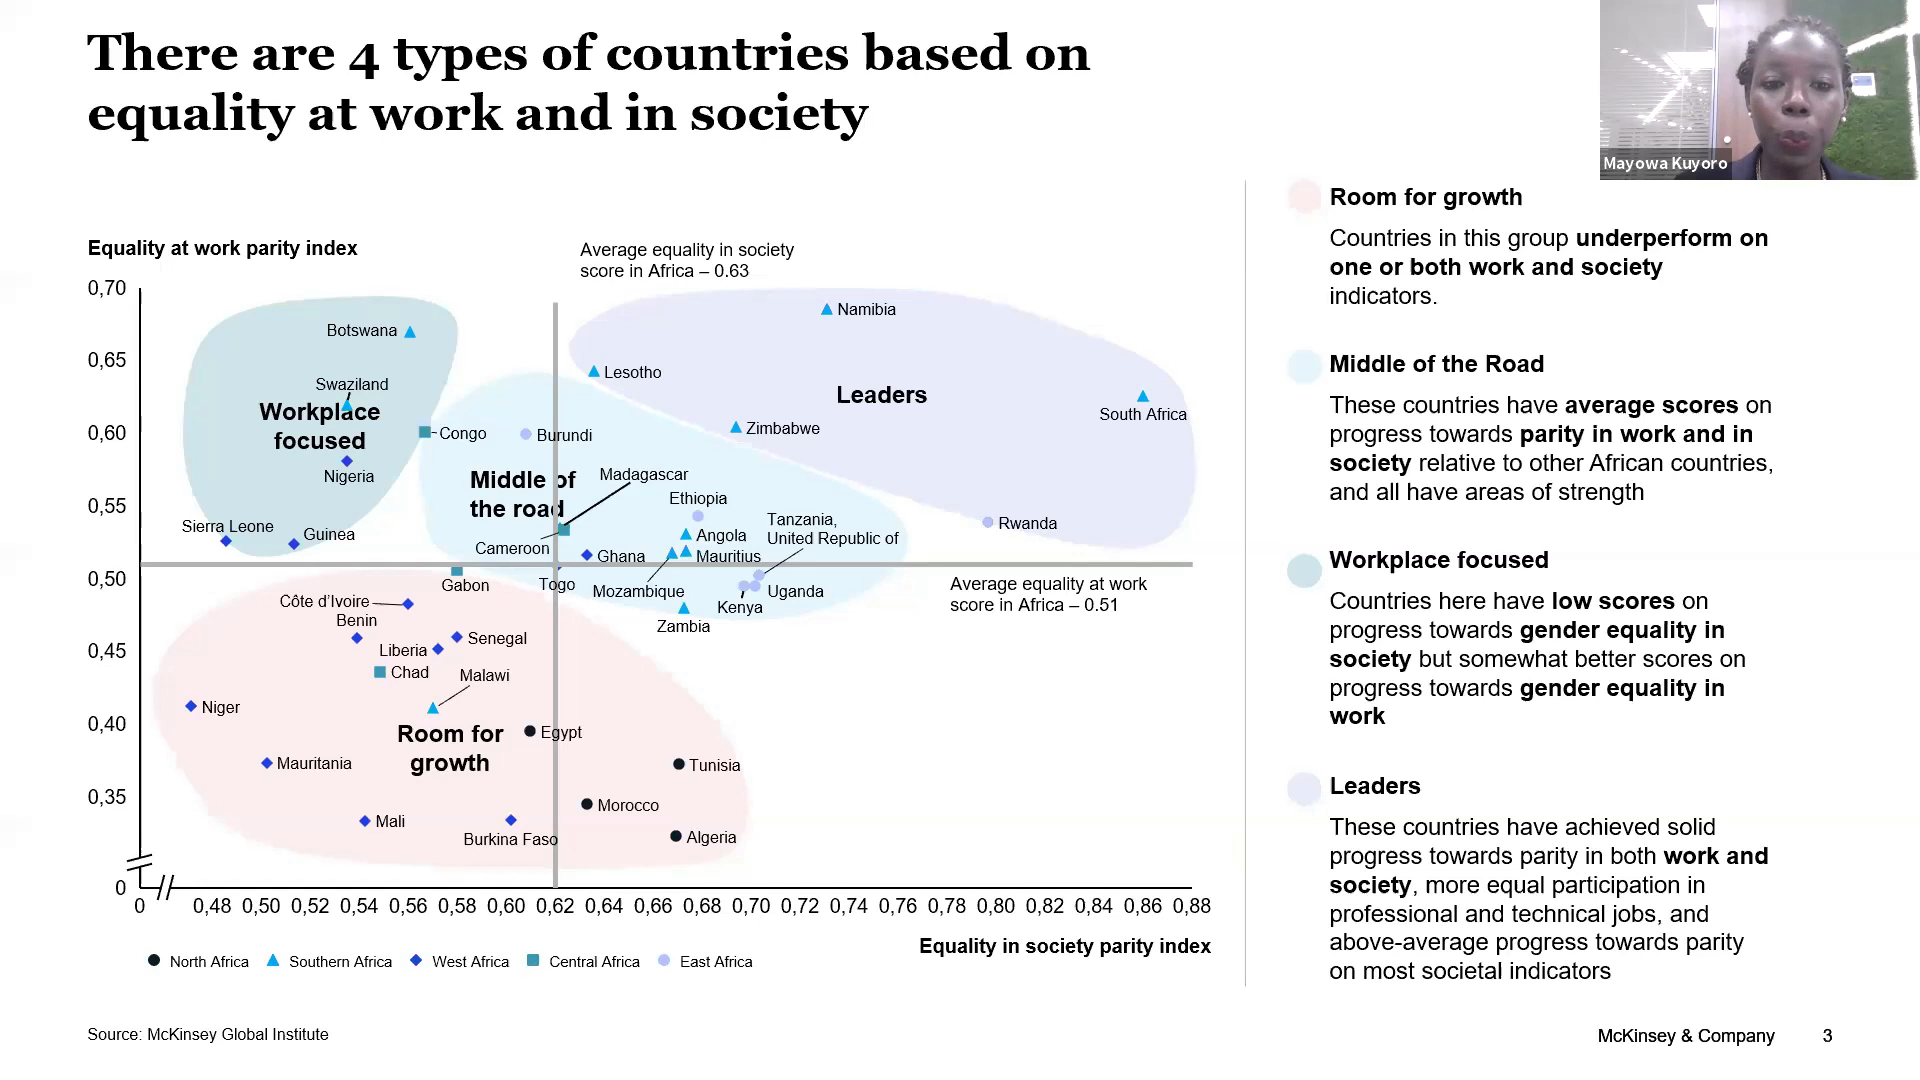 There are 4 types of countries based on
equality at work and in society
Mayowa Kuyoro
Equality at work parity index
Average equality in society
score in Africa – 0.63
0,70
0,65
0,60
0,55
0,50
0,45
0,40
0,35
0
Namibia
Botswana
Lesotho
Swaziland
Leaders
Workplace
focused
South Africa
Zimbabwe
Congo
Burundi
Nigeria
Middle of
the road
Madagascar
Ethiopia
Sierra Leone
Guinea
Tanzania,
United Republic of
Rwanda
Angola
Cameroon
Ghana
Mauritius
Gabon
Togo
Mozambique
Uganda
Kenya
Zambia
Average equality at work
score in Africa – 0.51
Côte d’Ivoire
Benin
Senegal
Liberia
Chad
Malawi
Niger
Room for
growth
Egypt
Mauritania
Tunisia
Morocco
Mali
Burkina Faso
Algeria
0 0,48 0,50 0,52 0,54 0,56 0,58 0,60 0,62 0,64 0,66 0,68 0,70 0,72 0,74 0,76 0,78 0,80 0,82 0,84 0,86 0,88
Equality in society parity index
North Africa Southern Africa West Africa Central Africa East Africa
Room for growth
Countries in this group underperform on
one or both work and society
indicators.
Middle of the Road
These countries have average scores on
progress towards parity in work and in
society relative to other African countries,
and all have areas of strength
Workplace focused
Countries here have low scores on
progress towards gender equality in
society but somewhat better scores on
progress towards gender equality in
work
Leaders
These countries have achieved solid
progress towards parity in both work and
society, more equal participation in
professional and technical jobs, and
above-average progress towards parity
on most societal indicators
Source: McKinsey Global Institute
McKinsey & Company 3